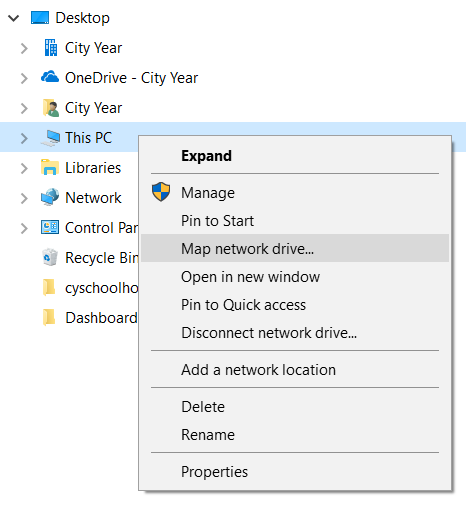 Desktop
City Year
OneDrive - City Year
City Year
This PC
Libraries
Network
Control Par
Recycle Bin
cyschoolho
Dashboard
Expand
Manage
Pin to Start
Map network drive...
Open in new window
Pin to Quick access
Disconnect network drive...
Add a network location
Delete
Rename
Properties